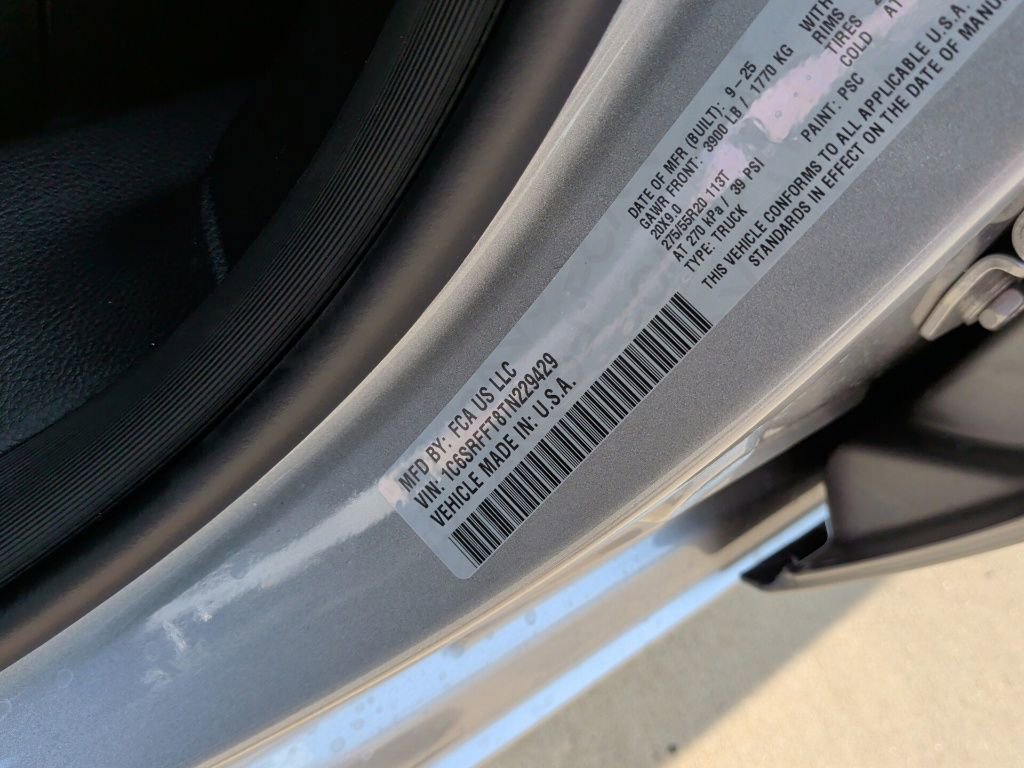 MFD BY: FCA US LLC
VIN: 1C6SRFFT8TN229429
VEHICLE MADE IN: U.S.A.
DATE OF MFR (BUILT): 9-25
GAWR FRONT: 3900 LB / 1770 KG WITH
20X9.0 RIMS
275/55R20 113T TIRES
AT 270 kPa / 39 PSI COLD AT
TYPE: TRUCK PAINT: PSC
THIS VEHICLE CONFORMS TO ALL APPLICABLE U.S.A.
STANDARDS IN EFFECT ON THE DATE OF MANU